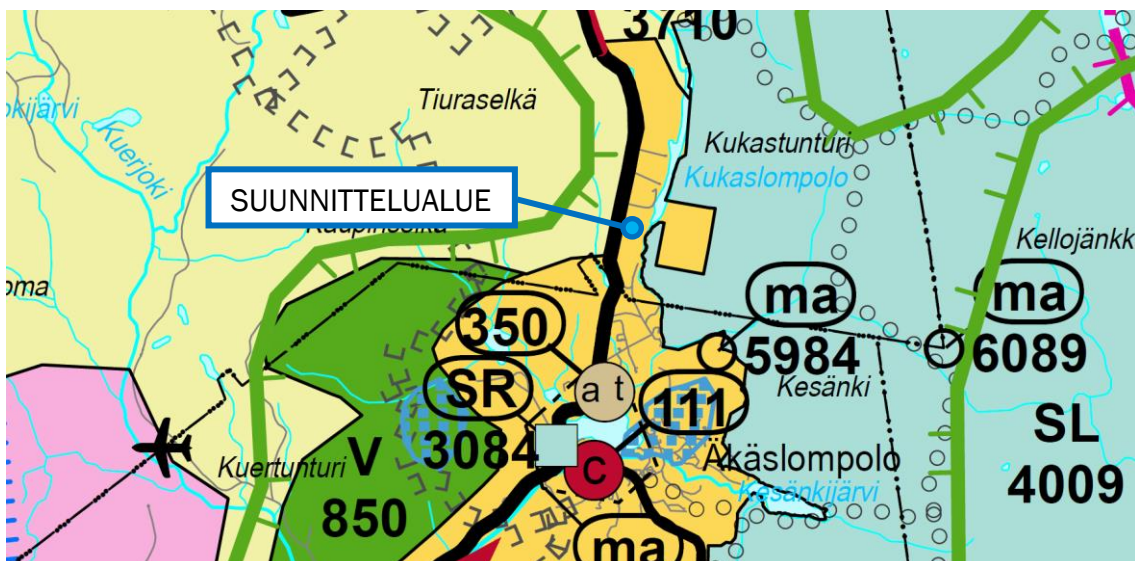 3710
Tiuraselkä
okijärvi
Kuerjoki
Kukastunturi
Kukaslompolo
SUUNNITTELUALUE
Kellojänkk
oma
ma
5984
ma
6089
350
a t
SR
3084
111
Kesänki
SL
4009
Äkäslompolo
Kesänkijärvi
Kuertunturi
V
850
C
ma